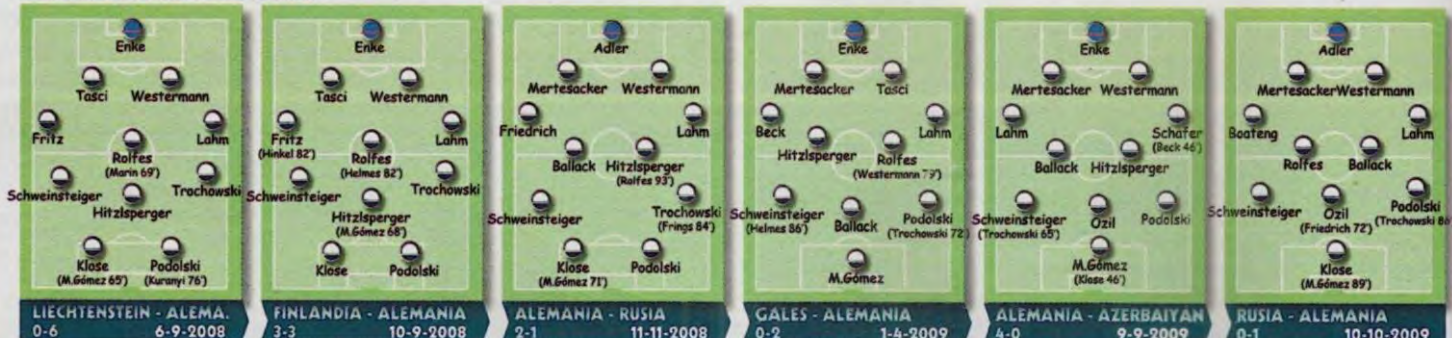 Enke
Tasci Westermann
Fritz Lahm
Rolfes
(Marin 69')
Schweinsteiger Trochowski
Hitzlsperger
Klose Podolski
(M.Gómez 65') (Kuranyi 76')
LIECHTENSTEIN - ALEMA.
0-6 6-9-2008
Enke
Tasci Westermann
Fritz Lahm
(Hinkel 82')
Rolfes
(Helmes 82')
Schweinsteiger Trochowski
Hitzlsperger
(M.Gómez 68')
Klose Podolski
FINLANDIA - ALEMANIA
3-3 10-9-2008
Adler
Mertesacker Westermann
Friedrich Lahm
Ballack Hitzlsperger
(Rolfes 93')
Schweinsteiger Trochowski
(Frings 84')
Klose Podolski
(M.Gómez 71')
ALEMANIA - RUSIA
2-1 11-11-2008
Enke
Mertesacker Tasci
Beck Lahm
Hitzlsperger Rolfes
(Westermann 79')
Schweinsteiger Podolski
(Helmes 86') Ballack (Trochowski 72')
M.Gómez
GALES - ALEMANIA
0-2 1-4-2009
Enke
Mertesacker Westermann
Lahm Schäfer
(Beck 46')
Ballack Hitzlsperger
Schweinsteiger Özil Podolski
(Trochowski 65')
M.Gómez
(Klose 46')
ALEMANIA - AZERBAIYAN
4-0 9-9-2009
Adler
Mertesacker Westermann
Boateng Lahm
Rolfes Ballack
Schweinsteiger Özil Podolski
(Friedrich 72') (Trochowski 86
Klose
(M.Gómez 89')
RUSIA - ALEMANIA
0-1 10-10-2009